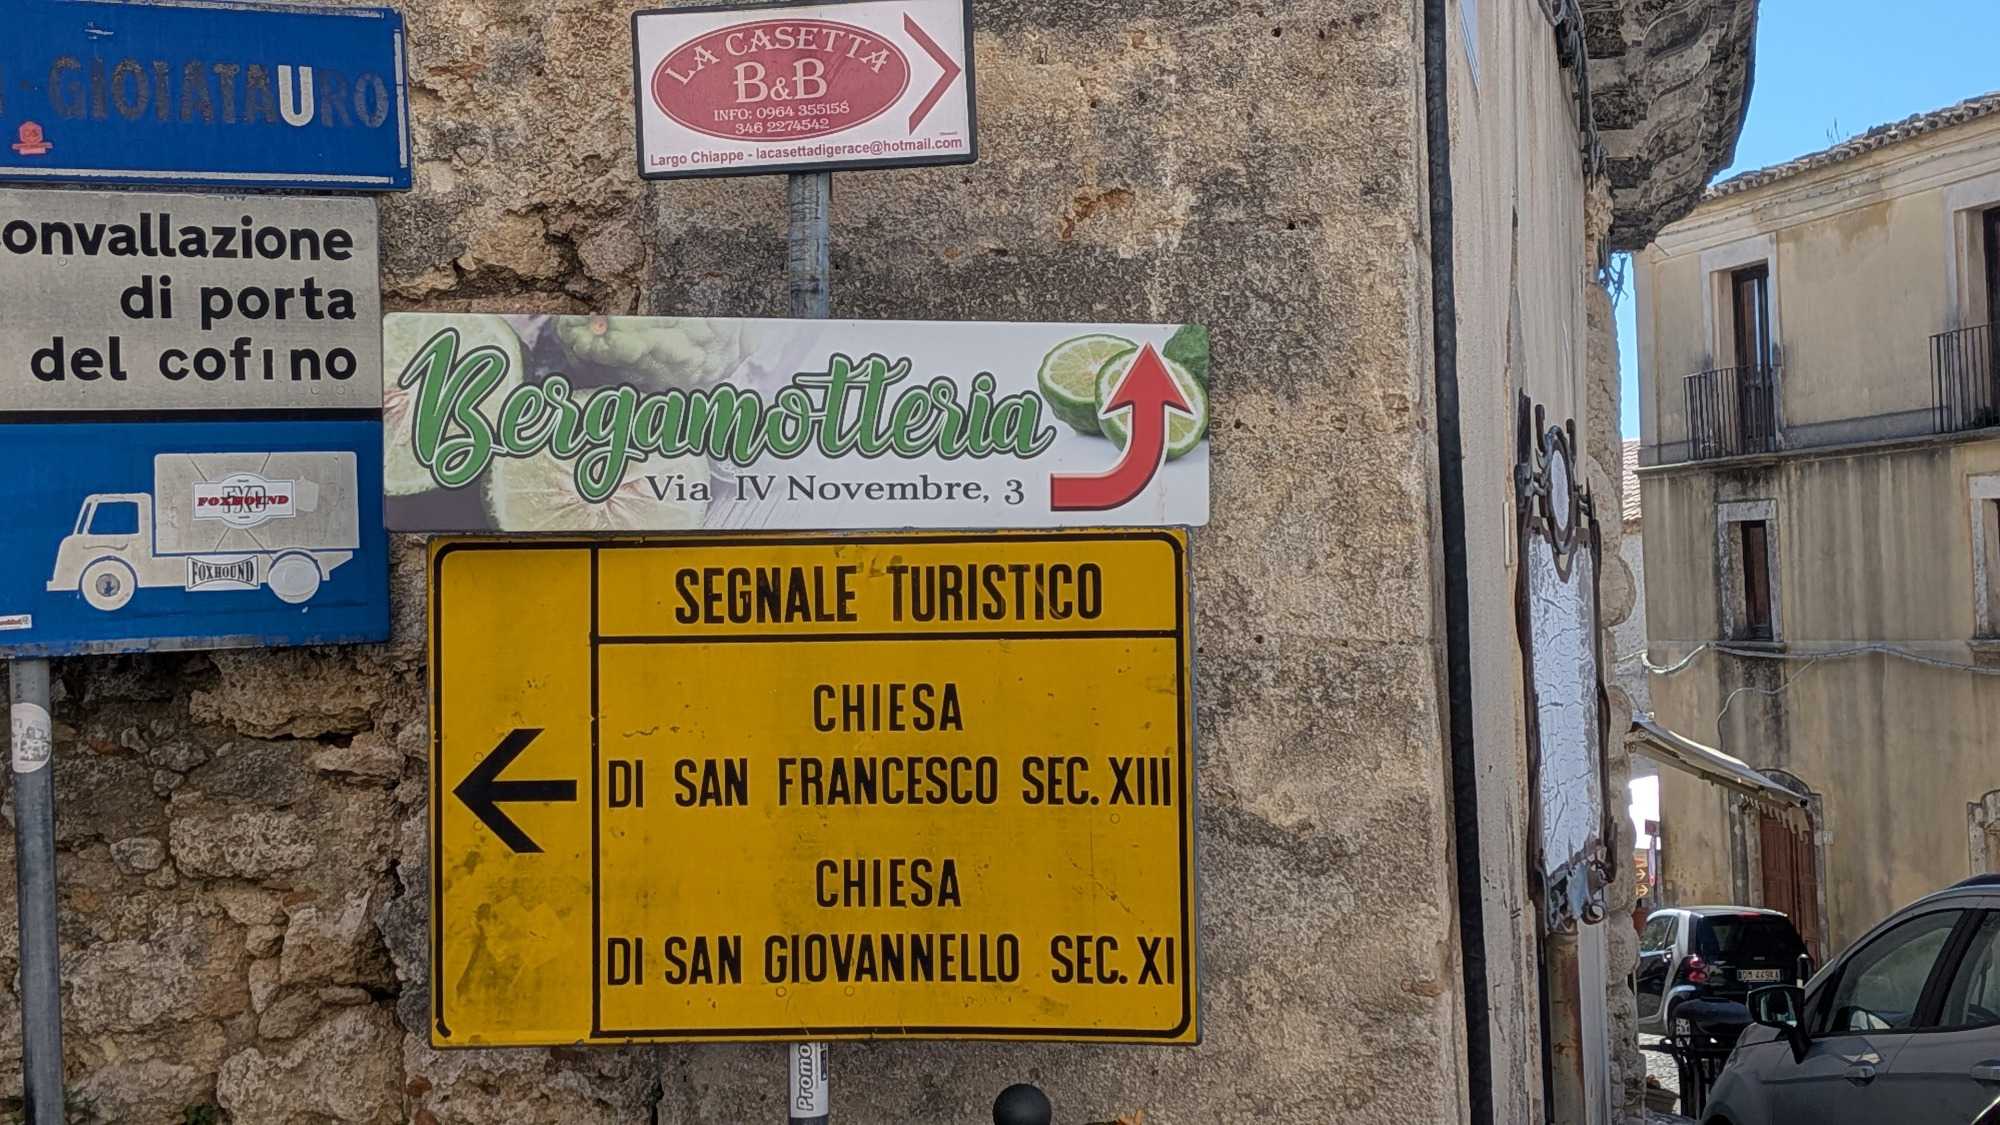 - GIOIATAURO
onvallazione
di porta
del cofino
FOXHOUND
FOXHOUND
LA CASETTA
B&B
INFO: 0964 355158
346 2274542
Largo Chiappe - lacasettadigerace@hotmail.com
Bergamotteria
Via IV Novembre, 3
SEGNALE TURISTICO
CHIESA
DI SAN FRANCESCO SEC. XIII
CHIESA
DI SAN GIOVANNELLO SEC. XI
Promo